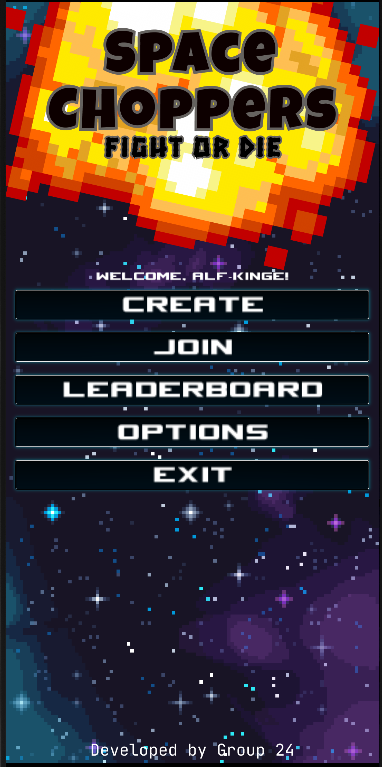 SPACE
CHOPPERS
FIGHT OR DIE
WELCOME, ALF-KINGE!
CREATE
JOIN
LEADERBOARD
OPTIONS
EXIT
Developed by Group 24